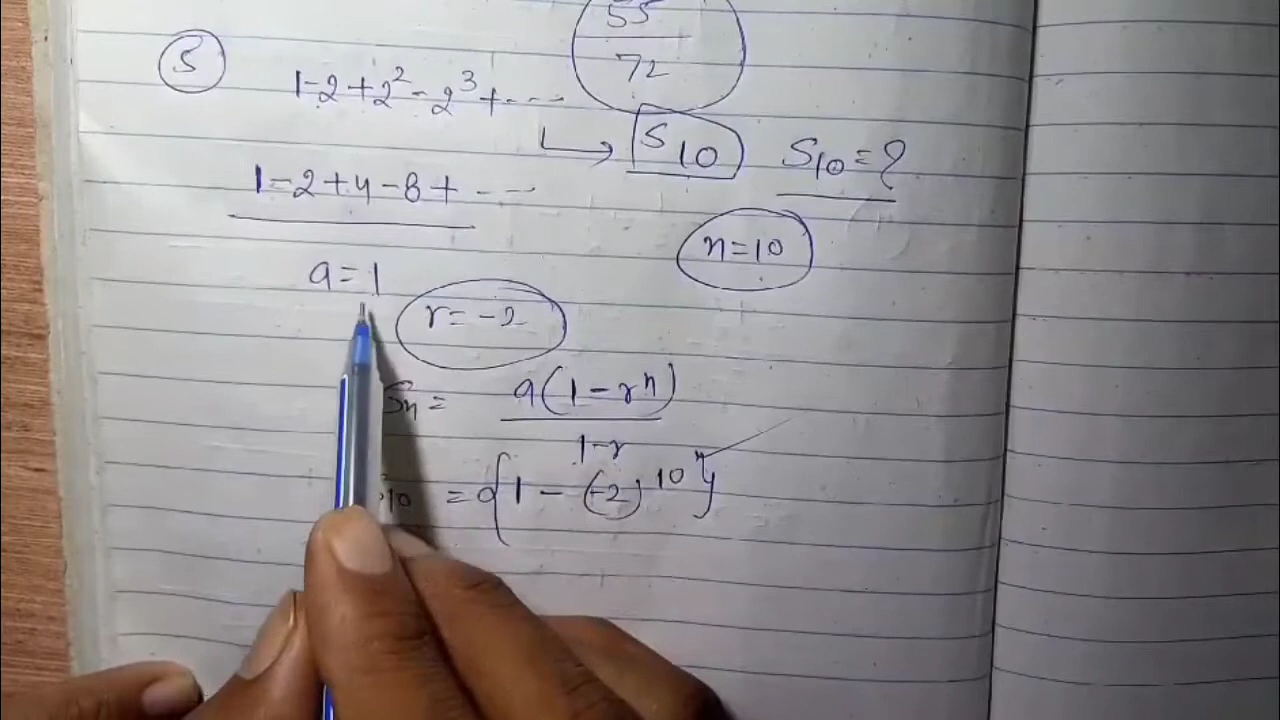 55
72
5
1-2+2²-2³+----
S10 S10=?
1-2+4-8+----
n=10
a=1
r=-2
Sn= a(1-rⁿ)
1-r
10 =a{1-(-2)¹⁰}